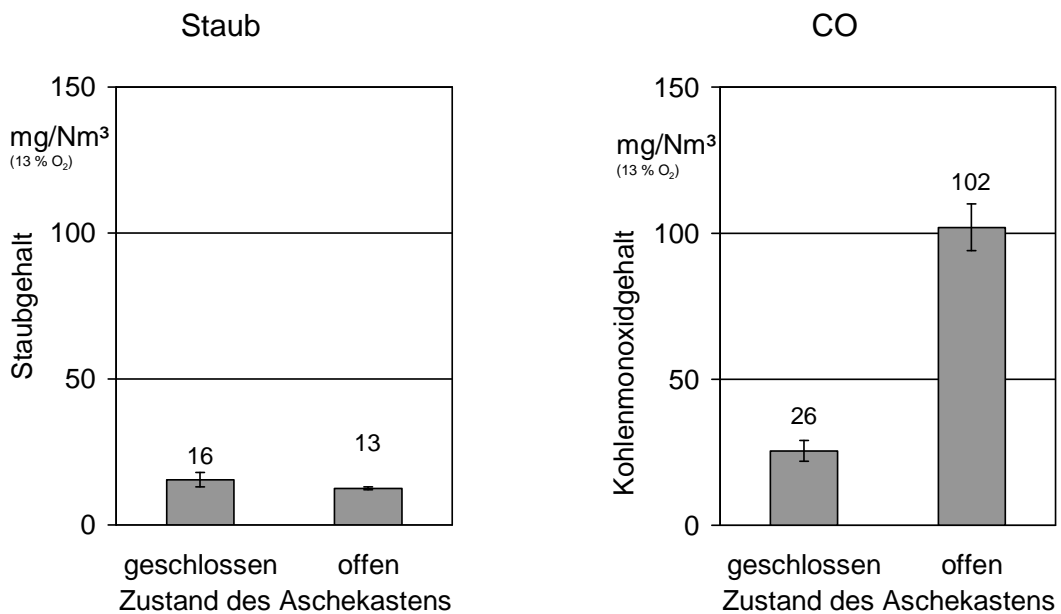 Staub
150
mg/Nm³
(13 % O₂)
100
Staubgehalt
50
16
13
0
geschlossen
offen
Zustand des Aschekastens
CO
150
mg/Nm³
(13 % O₂)
102
100
Kohlenmonoxidgehalt
50
26
0
geschlossen
offen
Zustand des Aschekastens